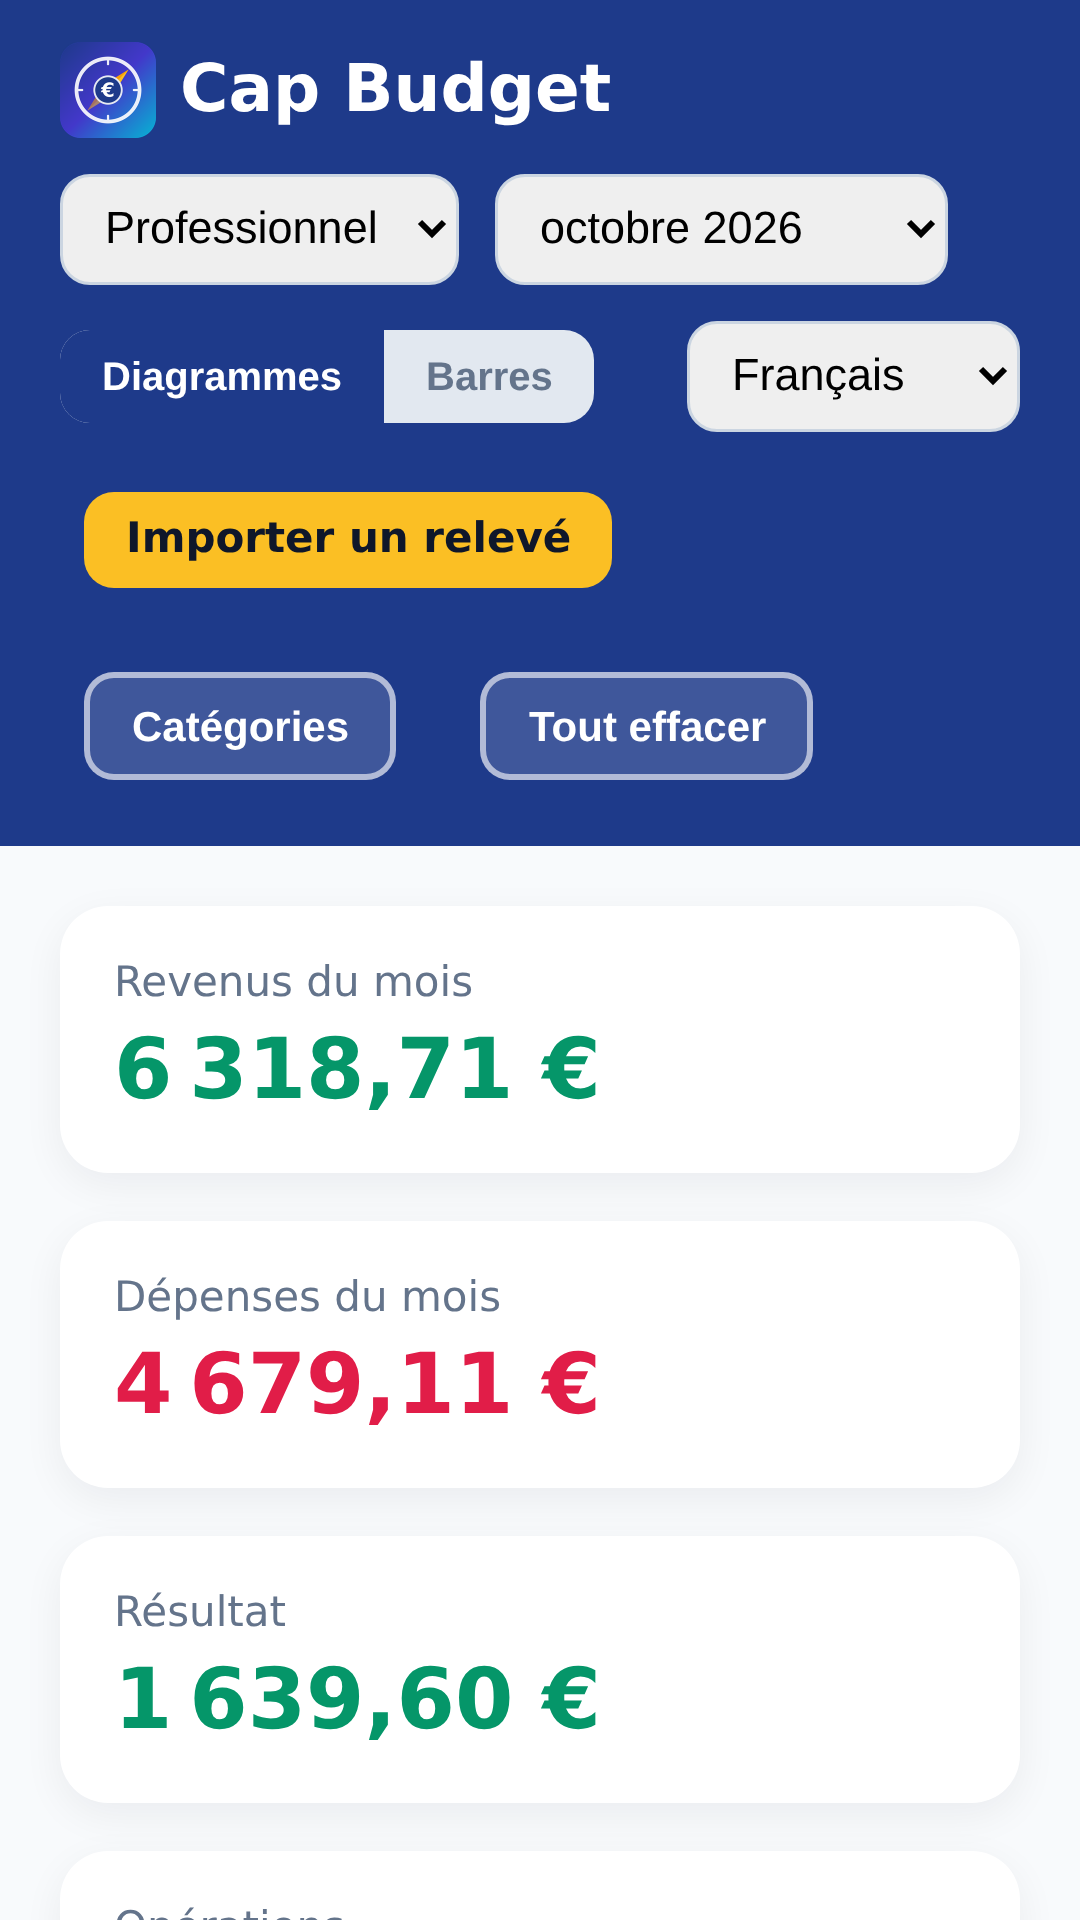 €
Cap Budget
Professionnel
octobre 2026
Diagrammes
Barres
Français
Importer un relevé
Catégories
Tout effacer
Revenus du mois
6 318,71 €
Dépenses du mois
4 679,11 €
Résultat
1 639,60 €
Opérations